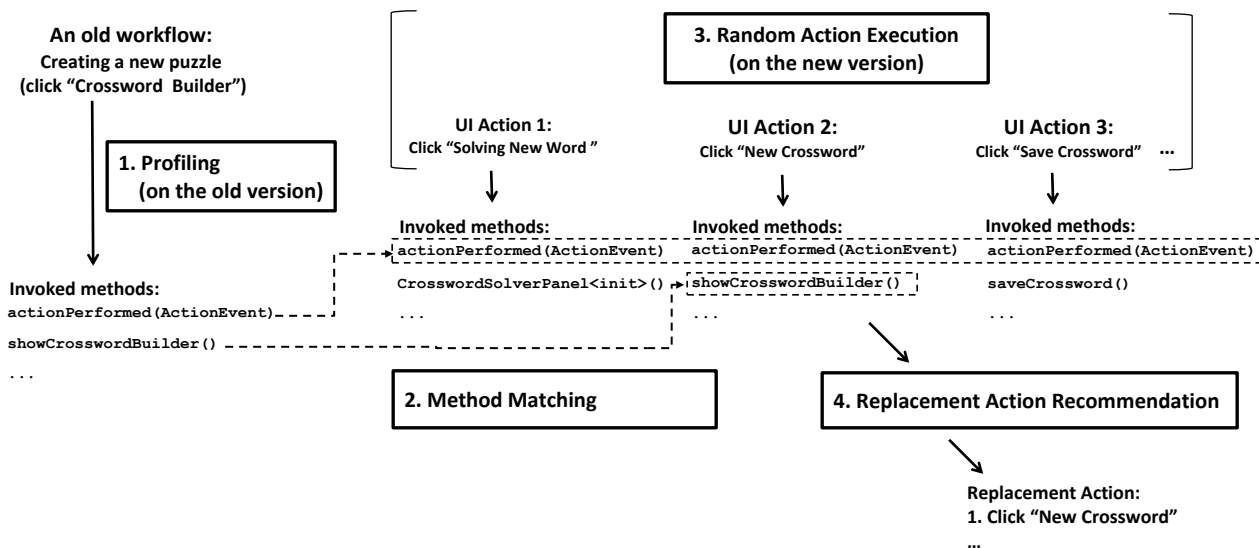 An old workflow:
Creating a new puzzle
(click “Crossword Builder”)
1. Profiling
(on the old version)
Invoked methods:
actionPerformed(ActionEvent)
showCrosswordBuilder()
...
3. Random Action Execution
(on the new version)
UI Action 1:
Click “Solving New Word ”
UI Action 2:
Click “New Crossword”
UI Action 3:
Click “Save Crossword”
...
Invoked methods:
actionPerformed(ActionEvent)
CrosswordSolverPanel<init>()
...
Invoked methods:
actionPerformed(ActionEvent)
showCrosswordBuilder()
...
Invoked methods:
actionPerformed(ActionEvent)
saveCrossword()
...
2. Method Matching
4. Replacement Action Recommendation
Replacement Action:
1. Click “New Crossword”
...